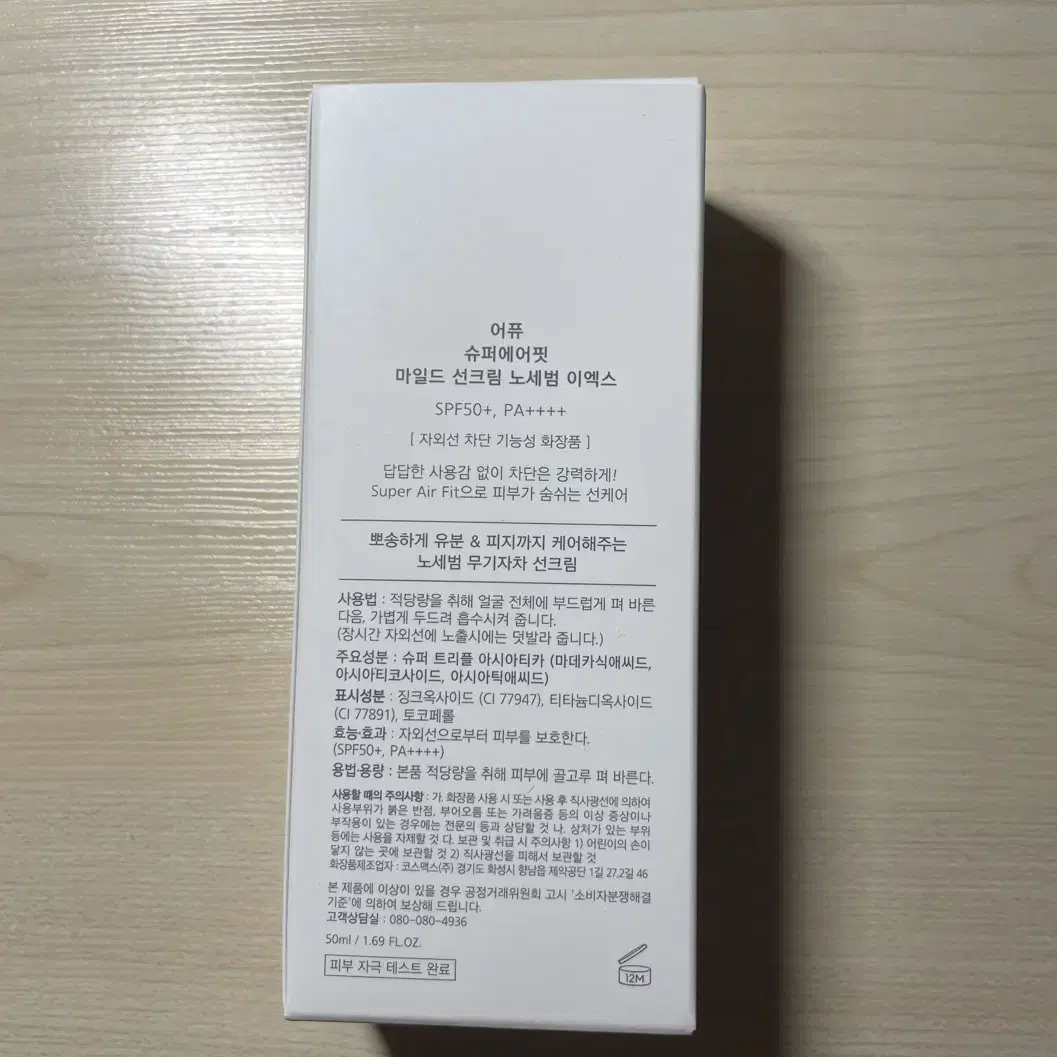 어퓨
슈퍼에어핏
마일드 선크림 노세범 이엑스
SPF50+, PA++++
[ 자외선 차단 기능성 화장품 ]
답답한 사용감 없이 차단은 강력하게!
Super Air Fit으로 피부가 숨쉬는 선케어
뽀송하게 유분 & 피지까지 케어해주는
노세범 무기자차 선크림
사용법 : 적당량을 취해 얼굴 전체에 부드럽게 펴 바른
다음, 가볍게 두드려 흡수시켜 줍니다.
(장시간 자외선에 노출시에는 덧발라 줍니다.)
주요성분 : 슈퍼 트리플 아시아티카 (마데카식애씨드,
아시아티코사이드, 아시아틱애씨드)
표시성분 : 징크옥사이드 (CI 77947), 티타늄디옥사이드
(CI 77891), 토코페롤
효능·효과 : 자외선으로부터 피부를 보호한다.
(SPF50+, PA++++)
용법·용량 : 본품 적당량을 취해 피부에 골고루 펴 바른다.
사용할 때의 주의사항 : 가. 화장품 사용 시 또는 사용 후 직사광선에 의하여
사용부위가 붉은 반점, 부어오름 또는 가려움증 등의 이상 증상이나
부작용이 있는 경우에는 전문의 등과 상담할 것 나. 상처가 있는 부위
등에는 사용을 자제할 것 다. 보관 및 취급 시 주의사항 1) 어린이의 손이
닿지 않는 곳에 보관할 것 2) 직사광선을 피해서 보관할 것
화장품제조업자 : 코스맥스(주) 경기도 화성시 향남읍 제약공단 1길 27.2길 46
본 제품에 이상이 있을 경우 공정거래위원회 고시 '소비자분쟁해결
기준'에 의하여 보상해 드립니다.
고객상담실 : 080-080-4936
50ml / 1.69 FL.OZ.
피부 자극 테스트 완료
12M